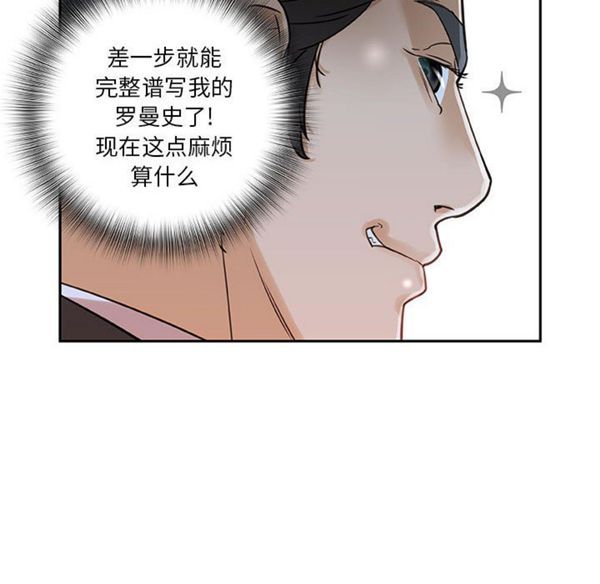 差一步就能
完整谱写我的
罗曼史了!
现在这点麻烦
算什么